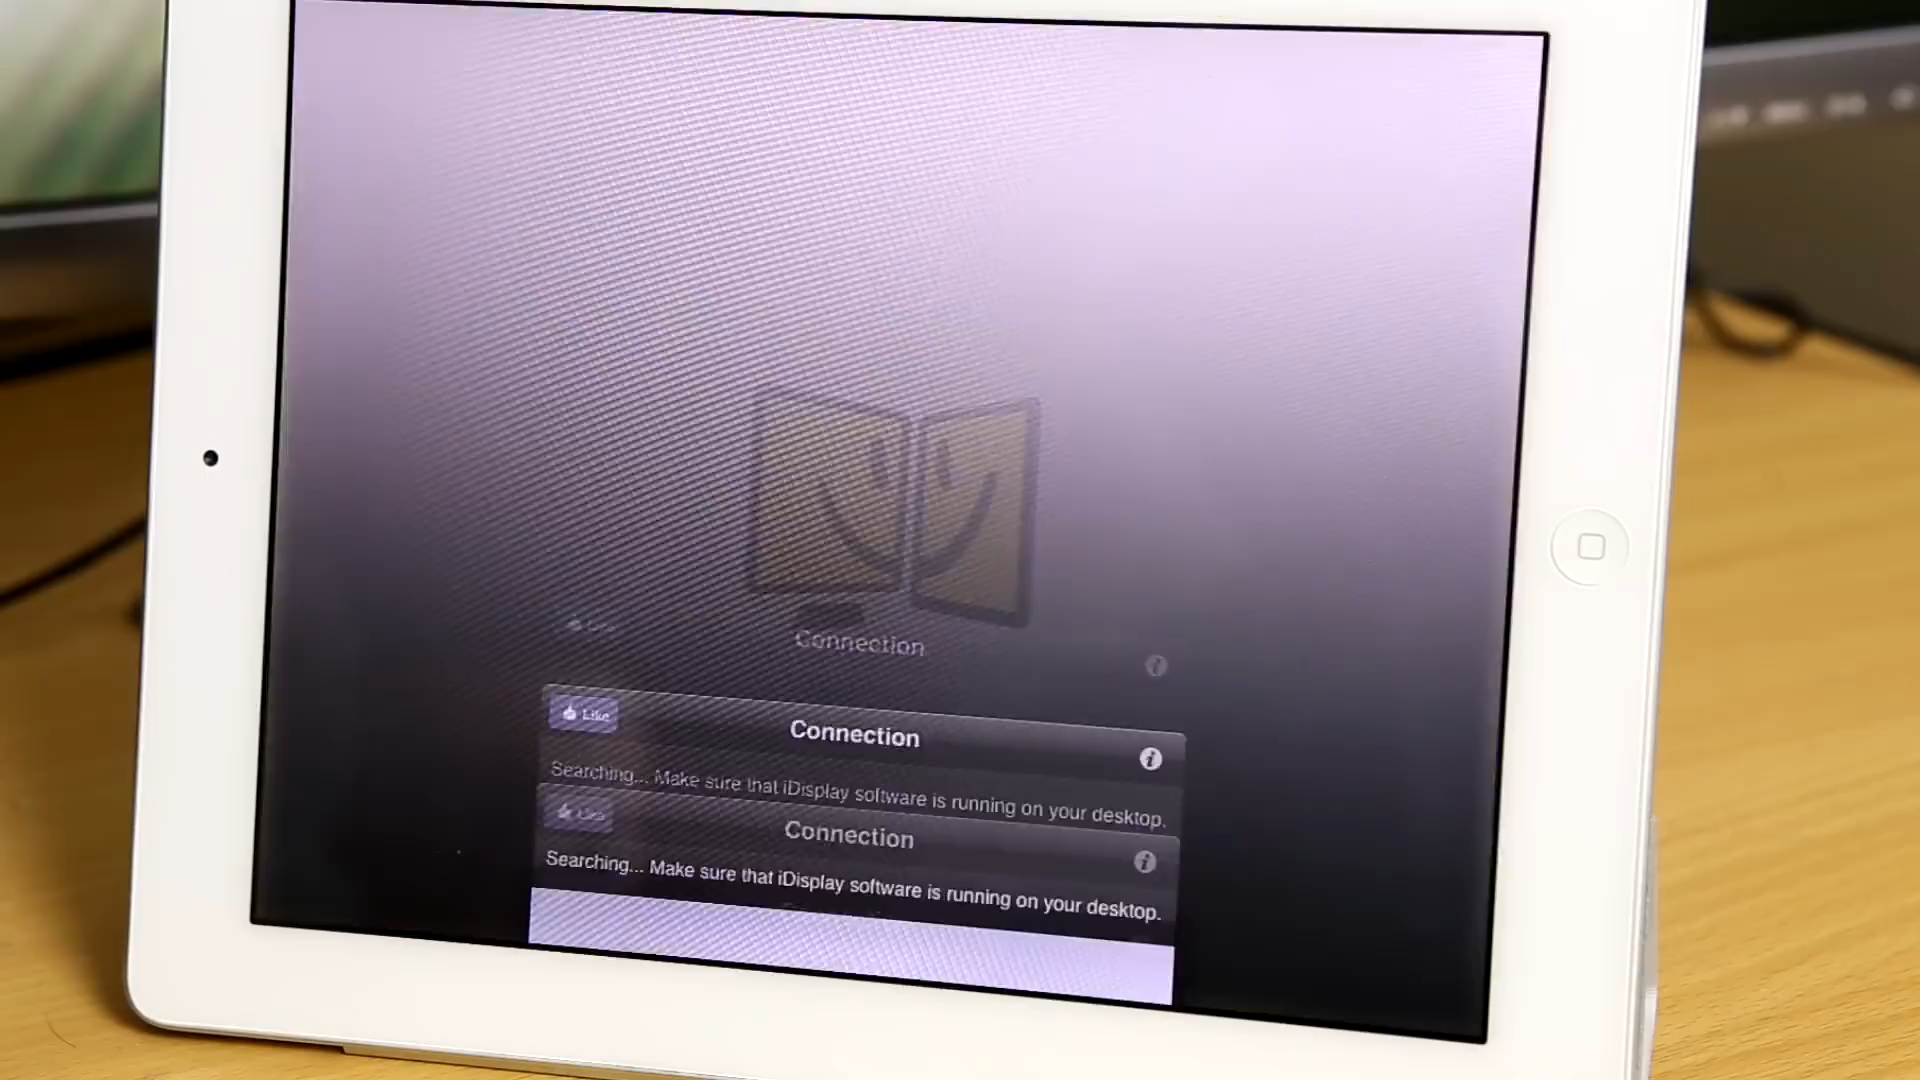 Connection
Like
Connection
Searching... Make sure that iDisplay software is running on your desktop.
Like
Connection
Searching... Make sure that iDisplay software is running on your desktop.